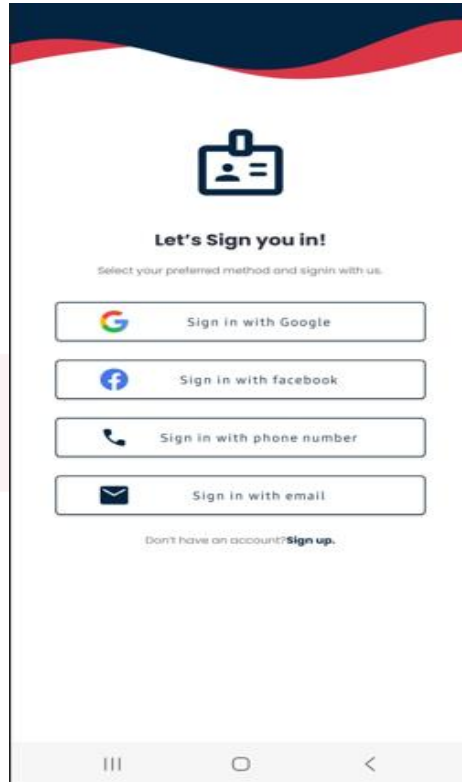 Let's Sign you in!
Select your preferred method and signin with us.
Sign in with Google
Sign in with facebook
Sign in with phone number
Sign in with email
Don't have an account?Sign up.